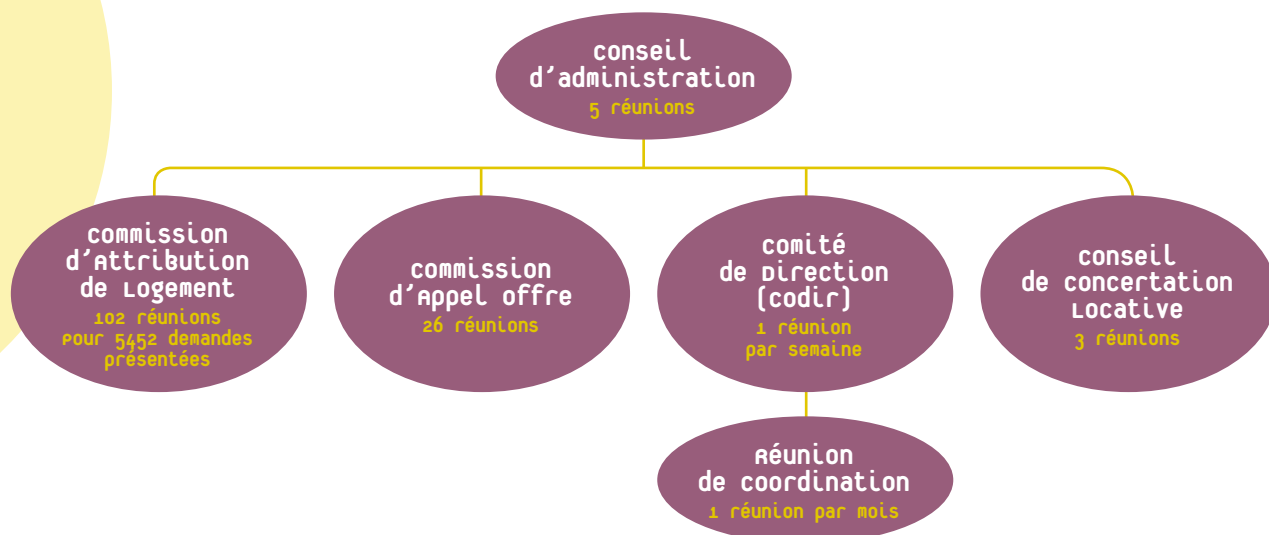 conseil
d'administration
5 réunions
commission
d'Attribution
de Logement
102 réunions
pour 5452 demandes
présentées
commission
d'Appel offre
26 réunions
comité
de Direction
(codir)
1 réunion
par semaine
conseil
de concertation
Locative
3 réunions
Réunion
de coordination
1 réunion par mois